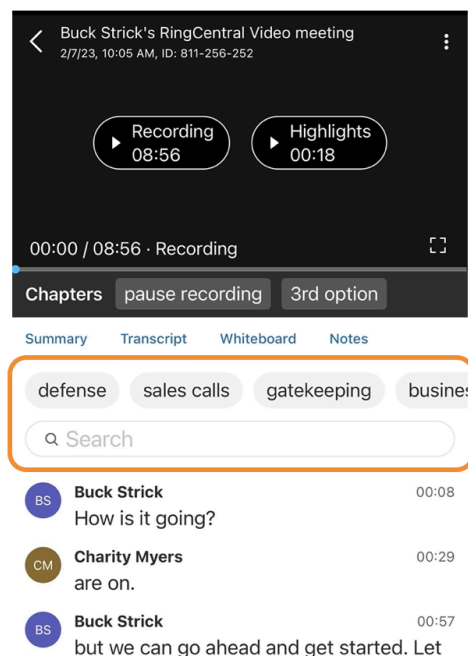 Buck Strick's RingCentral Video meeting
2/7/23, 10:05 AM, ID: 811-256-252
Recording
08:56
Highlights
00:18
00:00 / 08:56 · Recording
Chapters pause recording 3rd option
Summary Transcript Whiteboard Notes
defense sales calls gatekeeping busines
Search
BS Buck Strick 00:08
How is it going?
CM Charity Myers 00:29
are on.
BS Buck Strick 00:57
but we can go ahead and get started. Let